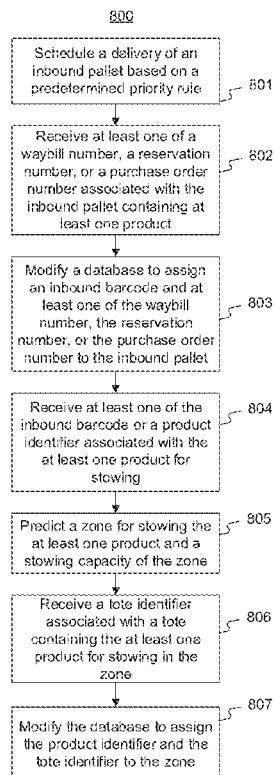 800
Schedule a delivery of an
inbound pallet based on a
predetermined priority rule
801
Receive at least one of a
waybill number, a reservation
number, or a purchase order
number associated with the
inbound pallet containing at
least one product
802
Modify a database to assign
an inbound barcode and at
least one of the waybill
number, the reservation
number, or the purchase order
number to the inbound pallet
803
Receive at least one of the
inbound barcode or a product
identifier associated with the
at least one product for
stowing
804
Predict a zone for stowing the
at least one product and a
stowing capacity of the zone
805
Receive a tote identifier
associated with a tote
containing the at least one
product for stowing in the
zone
806
807
Modify the database to assign
the product identifier and the
tote identifier to the zone